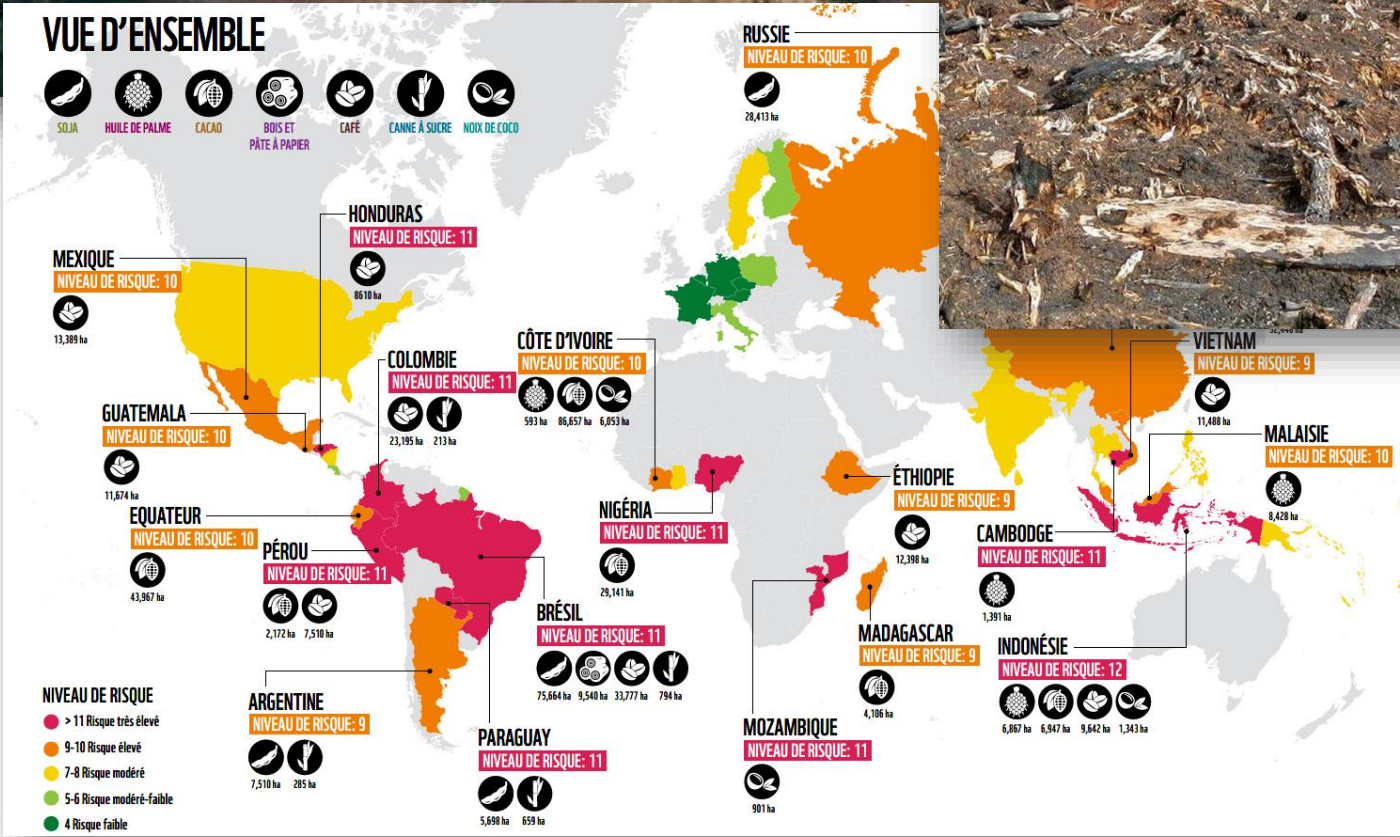 VUE D'ENSEMBLE
SOJA
HUILE DE PALME
CACAO
BOIS ET
PÂTE À PAPIER
CAFÉ
CANNE À SUCRE
NOIX DE COCO
RUSSIE
NIVEAU DE RISQUE: 10
28,413 ha
HONDURAS
NIVEAU DE RISQUE: 11
8610 ha
MEXIQUE
NIVEAU DE RISQUE: 10
13,389 ha
COLOMBIE
NIVEAU DE RISQUE: 11
23,195 ha 213 ha
CÔTE D'IVOIRE
NIVEAU DE RISQUE: 10
593 ha 86,657 ha 6,053 ha
VIETNAM
NIVEAU DE RISQUE: 9
11,488 ha
GUATEMALA
NIVEAU DE RISQUE: 10
11,674 ha
MALAISIE
NIVEAU DE RISQUE: 10
8,428 ha
EQUATEUR
NIVEAU DE RISQUE: 10
43,967 ha
PÉROU
NIVEAU DE RISQUE: 11
2,172 ha 7,510 ha
NIGÉRIA
NIVEAU DE RISQUE: 11
29,141 ha
ÉTHIOPIE
NIVEAU DE RISQUE: 9
12,398 ha
CAMBODGE
NIVEAU DE RISQUE: 11
1,391 ha
BRÉSIL
NIVEAU DE RISQUE: 11
75,664 ha 9,540 ha 33,777 ha 794 ha
MADAGASCAR
NIVEAU DE RISQUE: 9
4,106 ha
INDONÉSIE
NIVEAU DE RISQUE: 12
6,867 ha 6,947 ha 9,642 ha 1,343 ha
ARGENTINE
NIVEAU DE RISQUE: 9
7,510 ha 285 ha
PARAGUAY
NIVEAU DE RISQUE: 11
5,698 ha 659 ha
MOZAMBIQUE
NIVEAU DE RISQUE: 11
901 ha
NIVEAU DE RISQUE
> 11 Risque très élevé
9-10 Risque élevé
7-8 Risque modéré
5-6 Risque modéré-faible
4 Risque faible